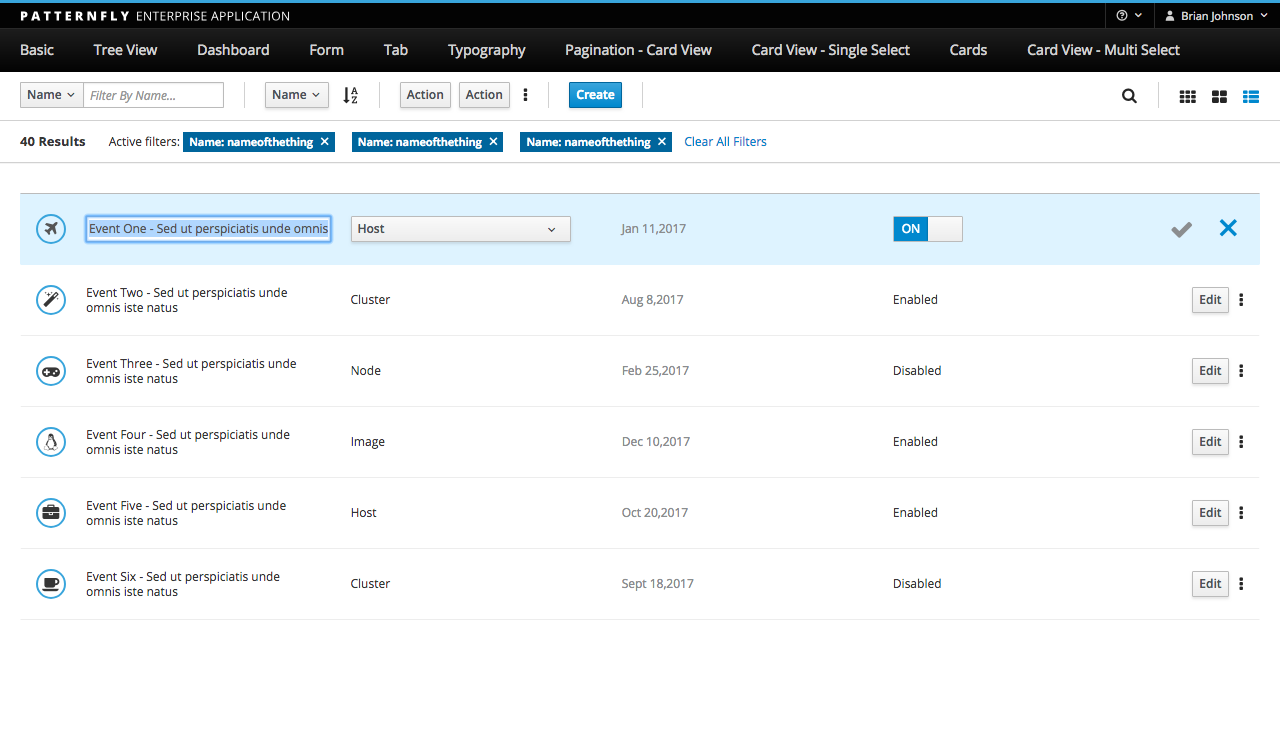 PATTERNFLY ENTERPRISE APPLICATION
Brian Johnson
Basic Tree View Dashboard Form Tab Typography Pagination - Card View Card View - Single Select Cards Card View - Multi Select
Name Filter By Name... Name Action Action Create
40 Results Active filters: Name: nameofthething Name: nameofthething Name: nameofthething Clear All Filters
Event One - Sed ut perspiciatis unde omnis Host Jan 11,2017 ON
Event Two - Sed ut perspiciatis unde
omnis iste natus
Cluster Aug 8,2017 Enabled Edit
Event Three - Sed ut perspiciatis unde
omnis iste natus
Node Feb 25,2017 Disabled Edit
Event Four - Sed ut perspiciatis unde
omnis iste natus
Image Dec 10,2017 Enabled Edit
Event Five - Sed ut perspiciatis unde
omnis iste natus
Host Oct 20,2017 Enabled Edit
Event Six - Sed ut perspiciatis unde
omnis iste natus
Cluster Sept 18,2017 Disabled Edit